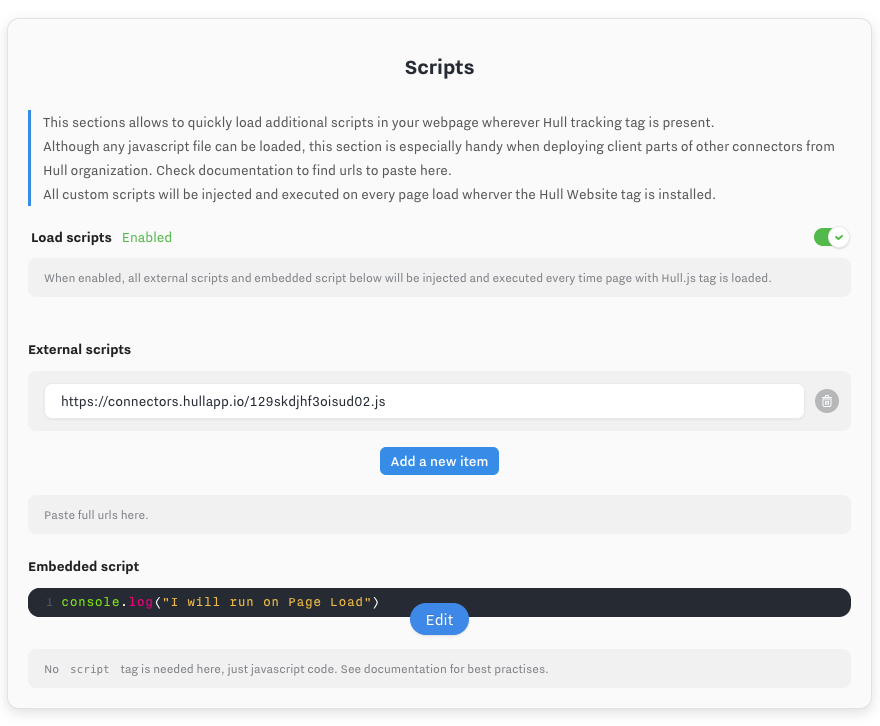 Scripts
This sections allows to quickly load additional scripts in your webpage wherever Hull tracking tag is present.
Although any javascript file can be loaded, this section is especially handy when deploying client parts of other connectors from
Hull organization. Check documentation to find urls to paste here.
All custom scripts will be injected and executed on every page load wherver the Hull Website tag is installed.
Load scripts Enabled
When enabled, all external scripts and embedded script below will be injected and executed every time page with Hull.js tag is loaded.
External scripts
https://connectors.hullapp.io/129skdjhf3oisud02.js
Add a new item
Paste full urls here.
Embedded script
1 console.log("I will run on Page Load")
Edit
No script tag is needed here, just javascript code. See documentation for best practises.